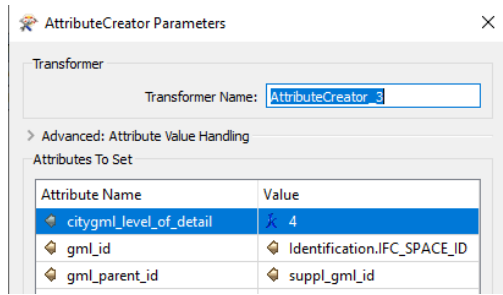 AttributeCreator Parameters
Transformer
Transformer Name: AttributeCreator_3
Advanced: Attribute Value Handling
Attributes To Set
Attribute Name Value
citygml_level_of_detail 4
gml_id Identification.IFC_SPACE_ID
gml_parent_id suppl_gml_id